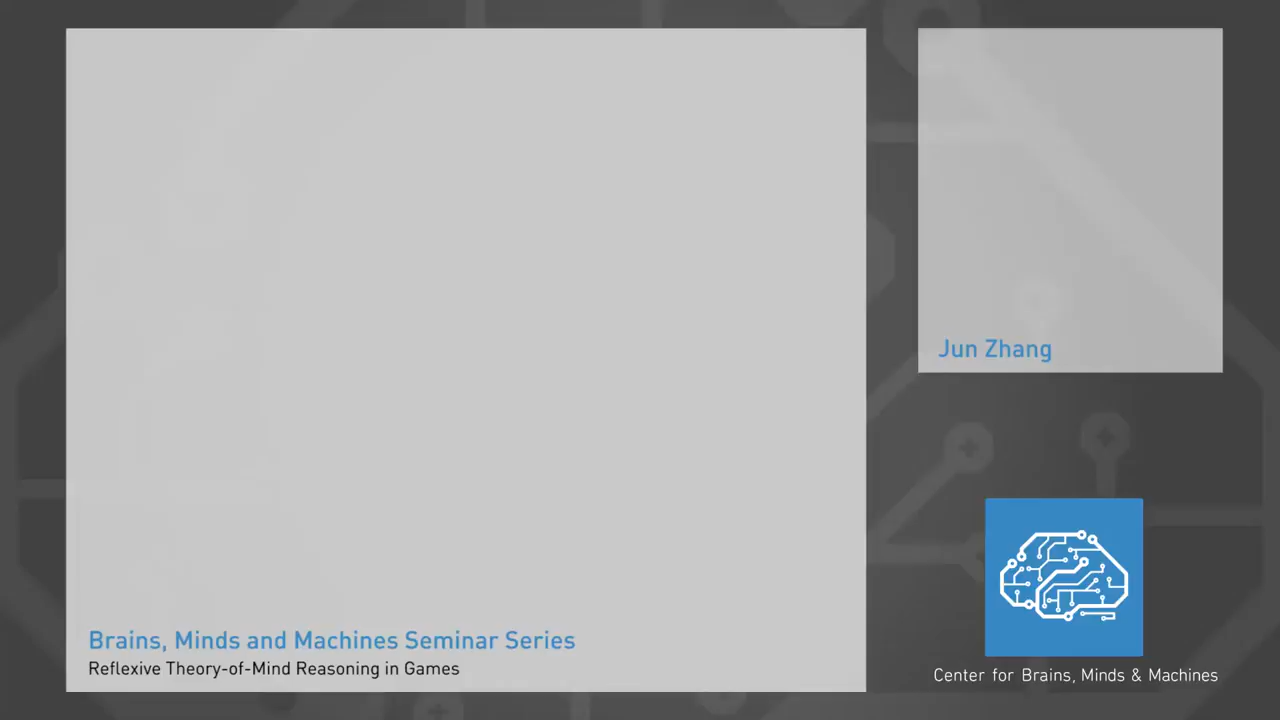 Jun Zhang
Brains, Minds and Machines Seminar Series
Reflexive Theory-of-Mind Reasoning in Games
Center for Brains, Minds & Machines